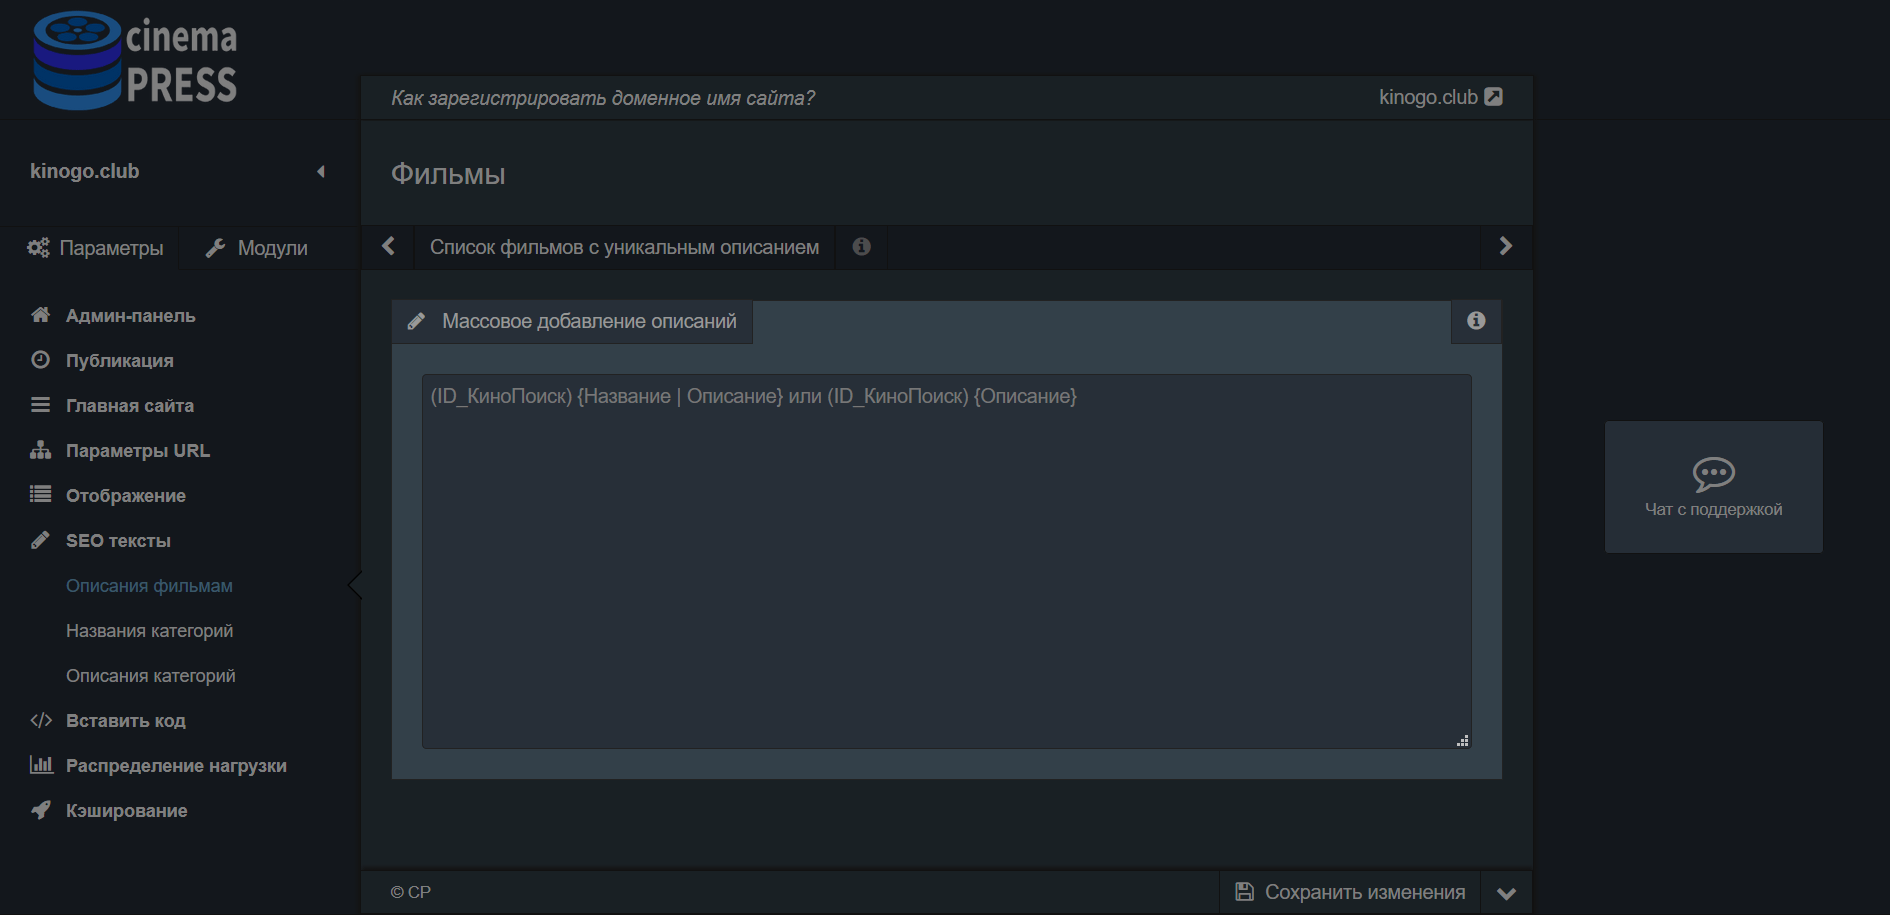 cinema
PRESS
Как зарегистрировать доменное имя сайта?
kinogo.club
kinogo.club
Фильмы
Параметры
Модули
Список фильмов с уникальным описанием
Админ-панель
Публикация
Главная сайта
Параметры URL
Отображение
SEO тексты
Описания фильмам
Названия категорий
Описания категорий
Вставить код
Распределение нагрузки
Кэширование
Массовое добавление описаний
(ID_КиноПоиск) {Название | Описание} или (ID_КиноПоиск) {Описание}
Чат с поддержкой
© CP
Сохранить изменения